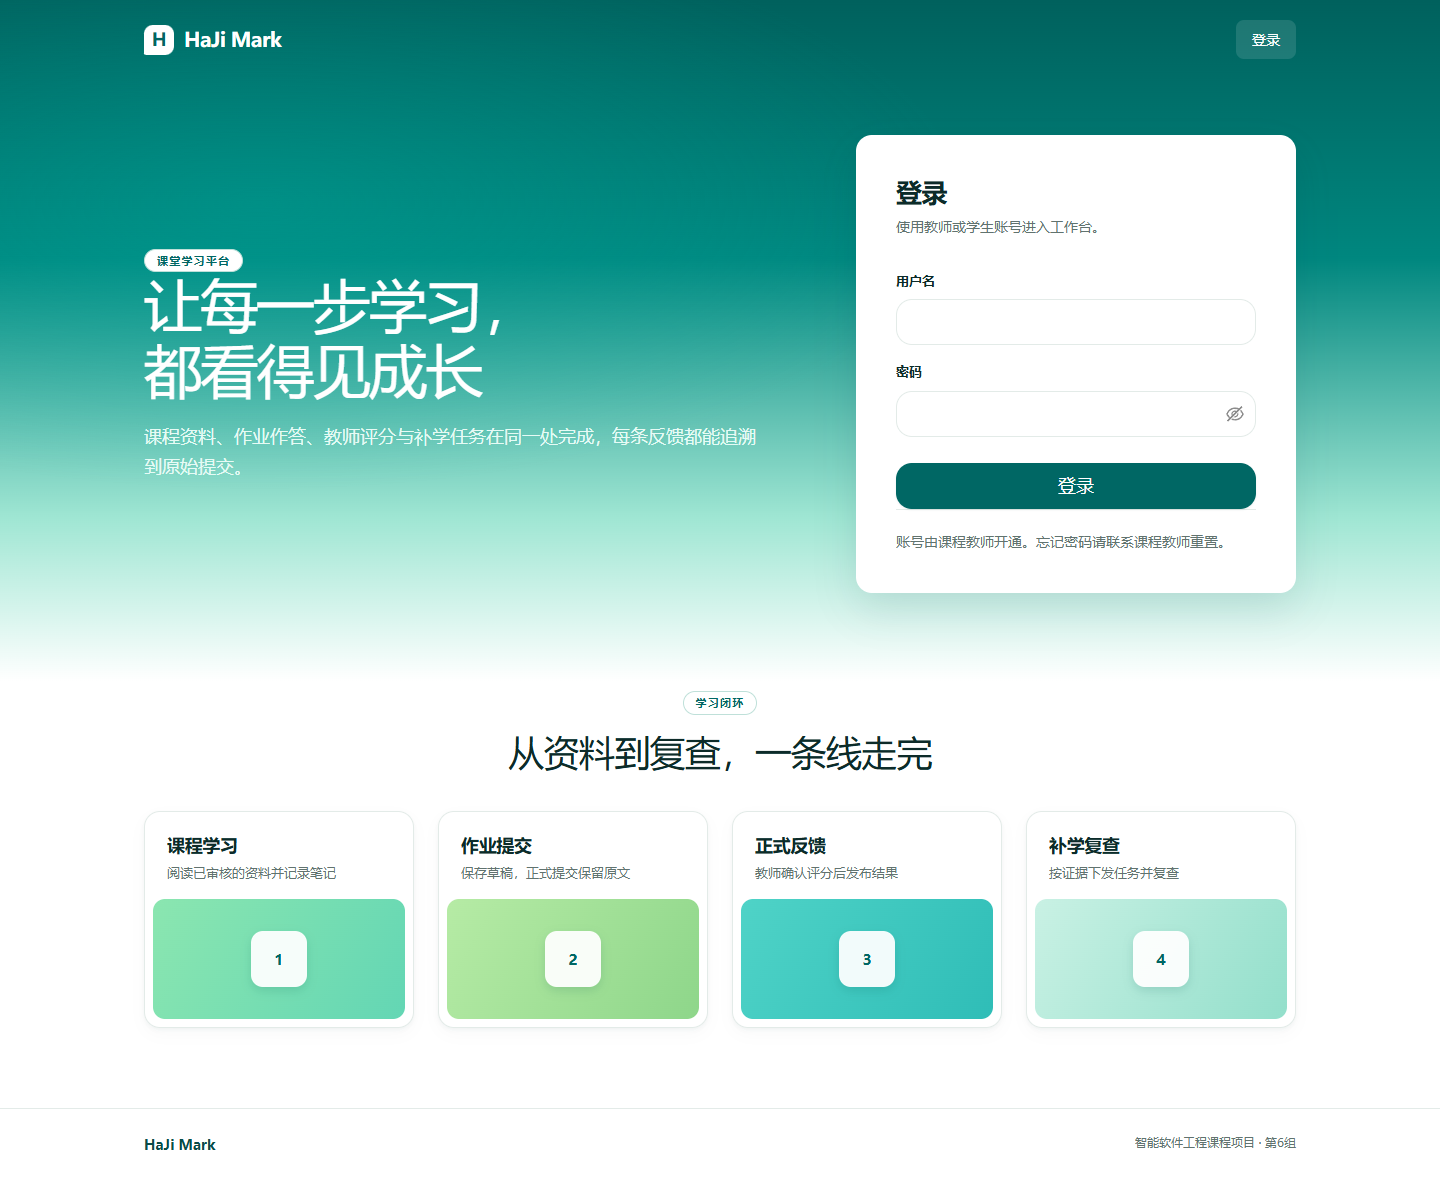 H HaJi Mark
登录
课堂学习平台
让每一步学习，
都看得见成长
课程资料、作业作答、教师评分与补学任务在同一处完成，每条反馈都能追溯
到原始提交。
登录
使用教师或学生账号进入工作台。
用户名
密码
登录
账号由课程教师开通。忘记密码请联系课程教师重置。
学习闭环
从资料到复查，一条线走完
课程学习
阅读已审核的资料并记录笔记
1
作业提交
保存草稿，正式提交保留原文
2
正式反馈
教师确认评分后发布结果
3
补学复查
按证据下发任务并复查
4
HaJi Mark
智能软件工程课程项目 · 第6组